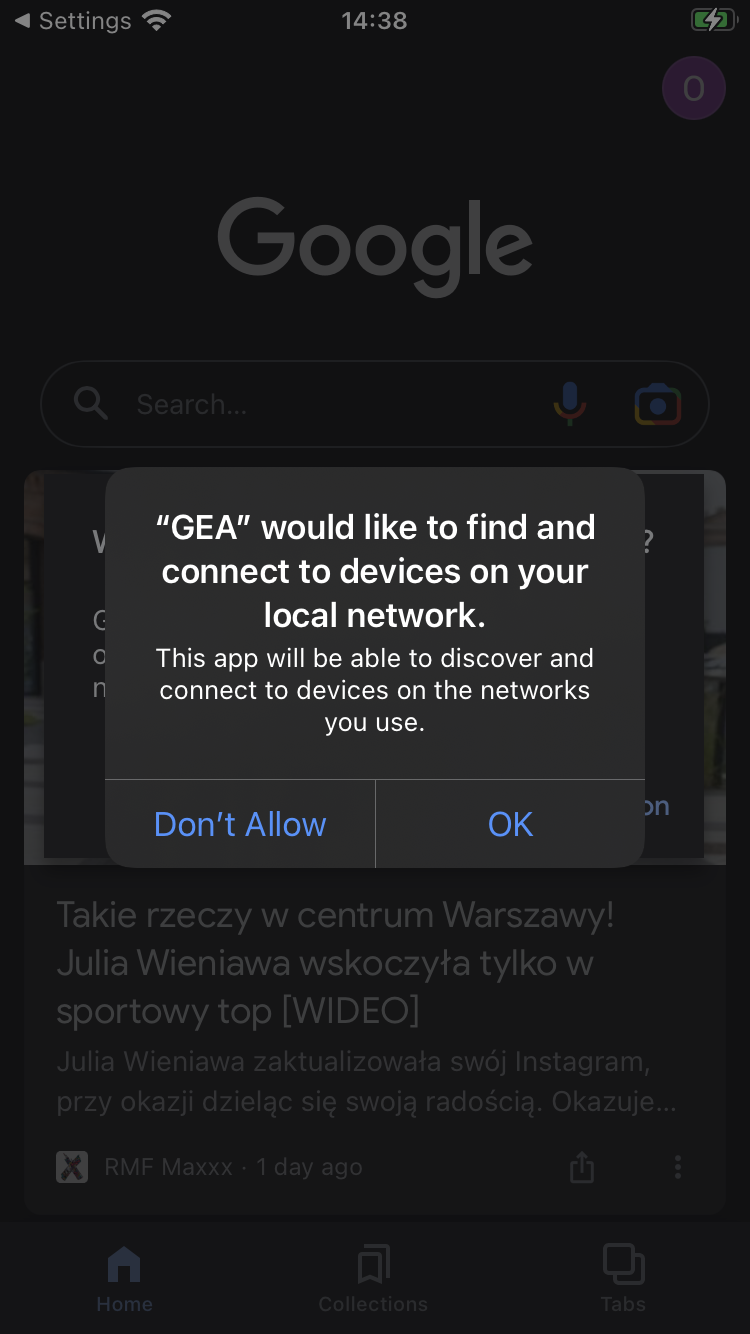 Settings
14:38
O
Google
Search...
“GEA” would like to find and
connect to devices on your
local network.
This app will be able to discover and
connect to devices on the networks
you use.
Don’t Allow
OK
Takie rzeczy w centrum Warszawy!
Julia Wieniawa wskoczyła tylko w
sportowy top [WIDEO]
Julia Wieniawa zaktualizowała swój Instagram,
przy okazji dzieląc się swoją radością. Okazuje...
RMF Maxxx · 1 day ago
Home
Collections
Tabs